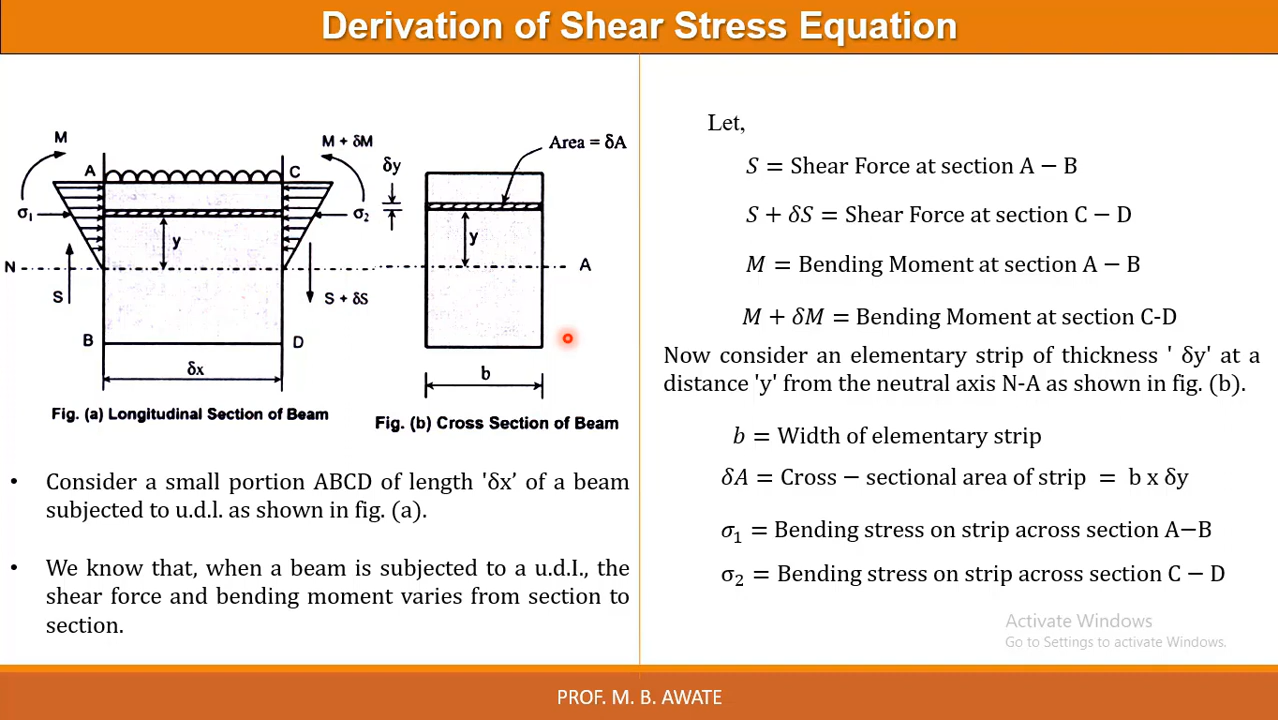 Derivation of Shear Stress Equation
M
M + δM
A
C
σ₁
σ₂
y
N
S
S + δS
B
D
δx
Fig. (a) Longitudinal Section of Beam
Area = δA
δy
y
A
b
Fig. (b) Cross Section of Beam
• Consider a small portion ABCD of length 'δx’ of a beam
subjected to u.d.l. as shown in fig. (a).
• We know that, when a beam is subjected to a u.d.I., the
shear force and bending moment varies from section to
section.
Let,
S = Shear Force at section A − B
S + δS = Shear Force at section C − D
M = Bending Moment at section A − B
M + δM = Bending Moment at section C-D
Now consider an elementary strip of thickness ' δy' at a
distance 'y' from the neutral axis N-A as shown in fig. (b).
b = Width of elementary strip
δA = Cross − sectional area of strip = b x δy
σ₁ = Bending stress on strip across section A−B
σ₂ = Bending stress on strip across section C − D
Activate Windows
Go to Settings to activate Windows.
PROF. M. B. AWATE